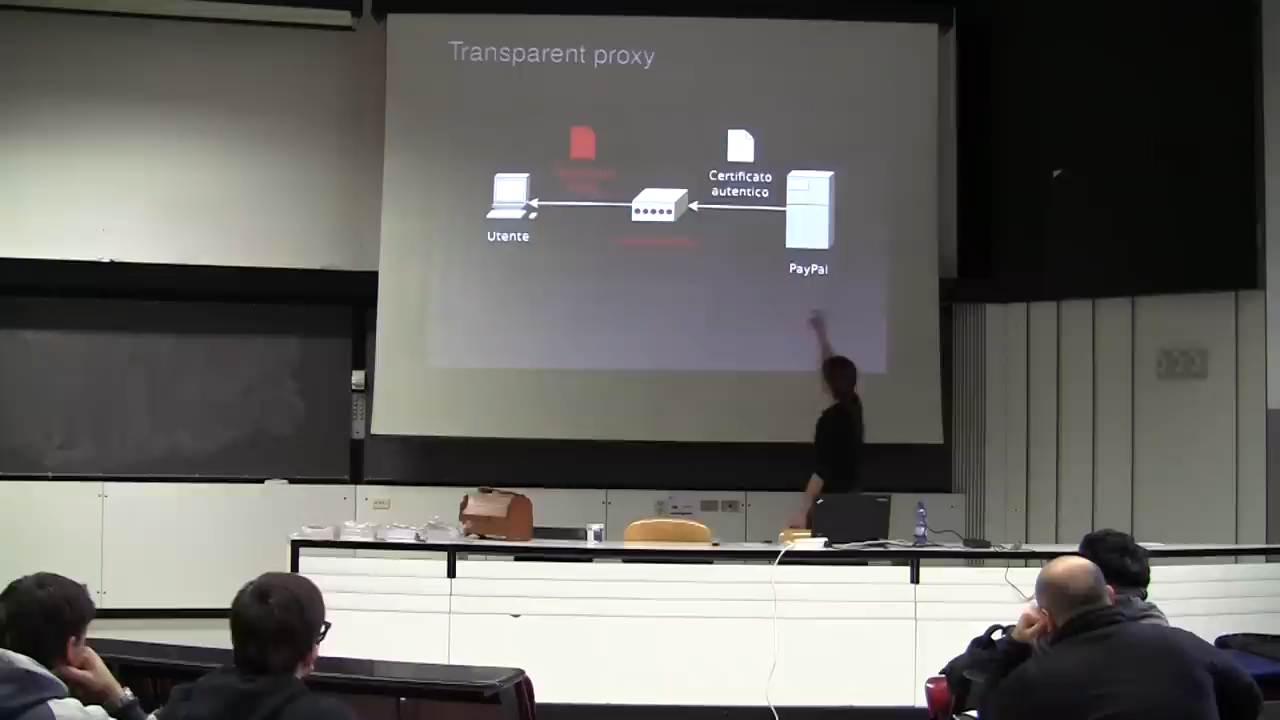 Transparent proxy
Certificato
autentico
Utente
PayPal